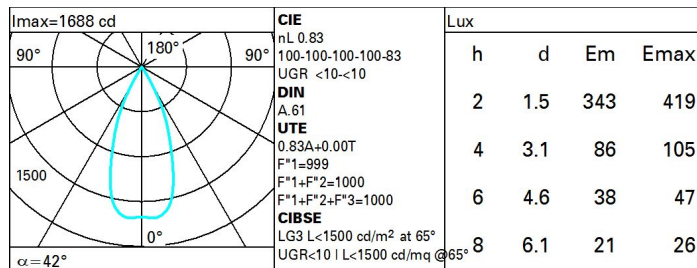 Imax=1688 cd
90° 180° 90°
1500
0°
α=42°
CIE
nL 0.83
100-100-100-100-83
UGR <10-<10
DIN
A.61
UTE
0.83A+0.00T
F"1=999
F"1+F"2=1000
F"1+F"2+F"3=1000
CIBSE
LG3 L<1500 cd/m² at 65°
UGR<10 | L<1500 cd/mq @65°
Lux
h d Em Emax
2 1.5 343 419
4 3.1 86 105
6 4.6 38 47
8 6.1 21 26